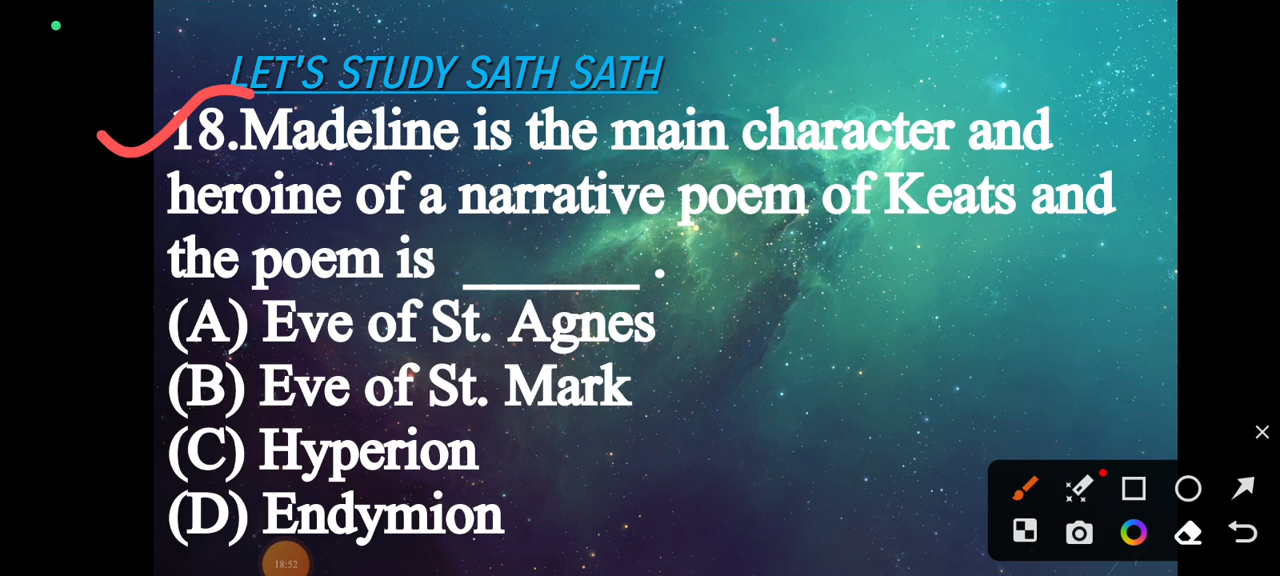 LET'S STUDY SATH SATH
18.Madeline is the main character and
heroine of a narrative poem of Keats and
the poem is ______ .
(A) Eve of St. Agnes
(B) Eve of St. Mark
(C) Hyperion
(D) Endymion
18:52